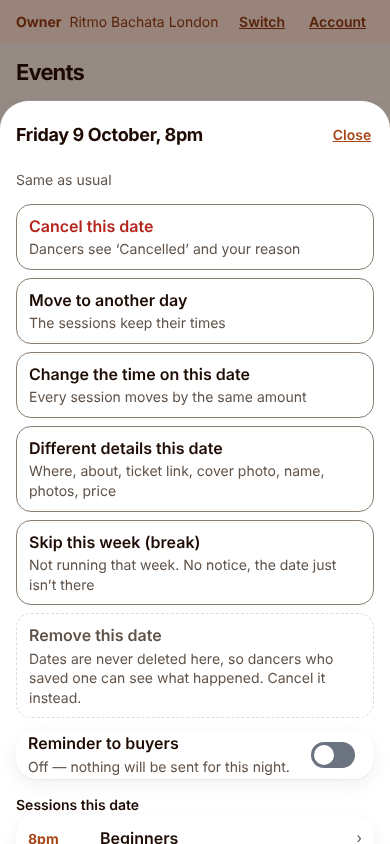 Owner Ritmo Bachata London Switch Account
Events
Friday 9 October, 8pm Close
Same as usual
Cancel this date
Dancers see ‘Cancelled’ and your reason
Move to another day
The sessions keep their times
Change the time on this date
Every session moves by the same amount
Different details this date
Where, about, ticket link, cover photo, name,
photos, price
Skip this week (break)
Not running that week. No notice, the date just
isn’t there
Remove this date
Dates are never deleted here, so dancers who
saved one can see what happened. Cancel it
instead.
Reminder to buyers
Off — nothing will be sent for this night.
Sessions this date
8pm Beginners ›